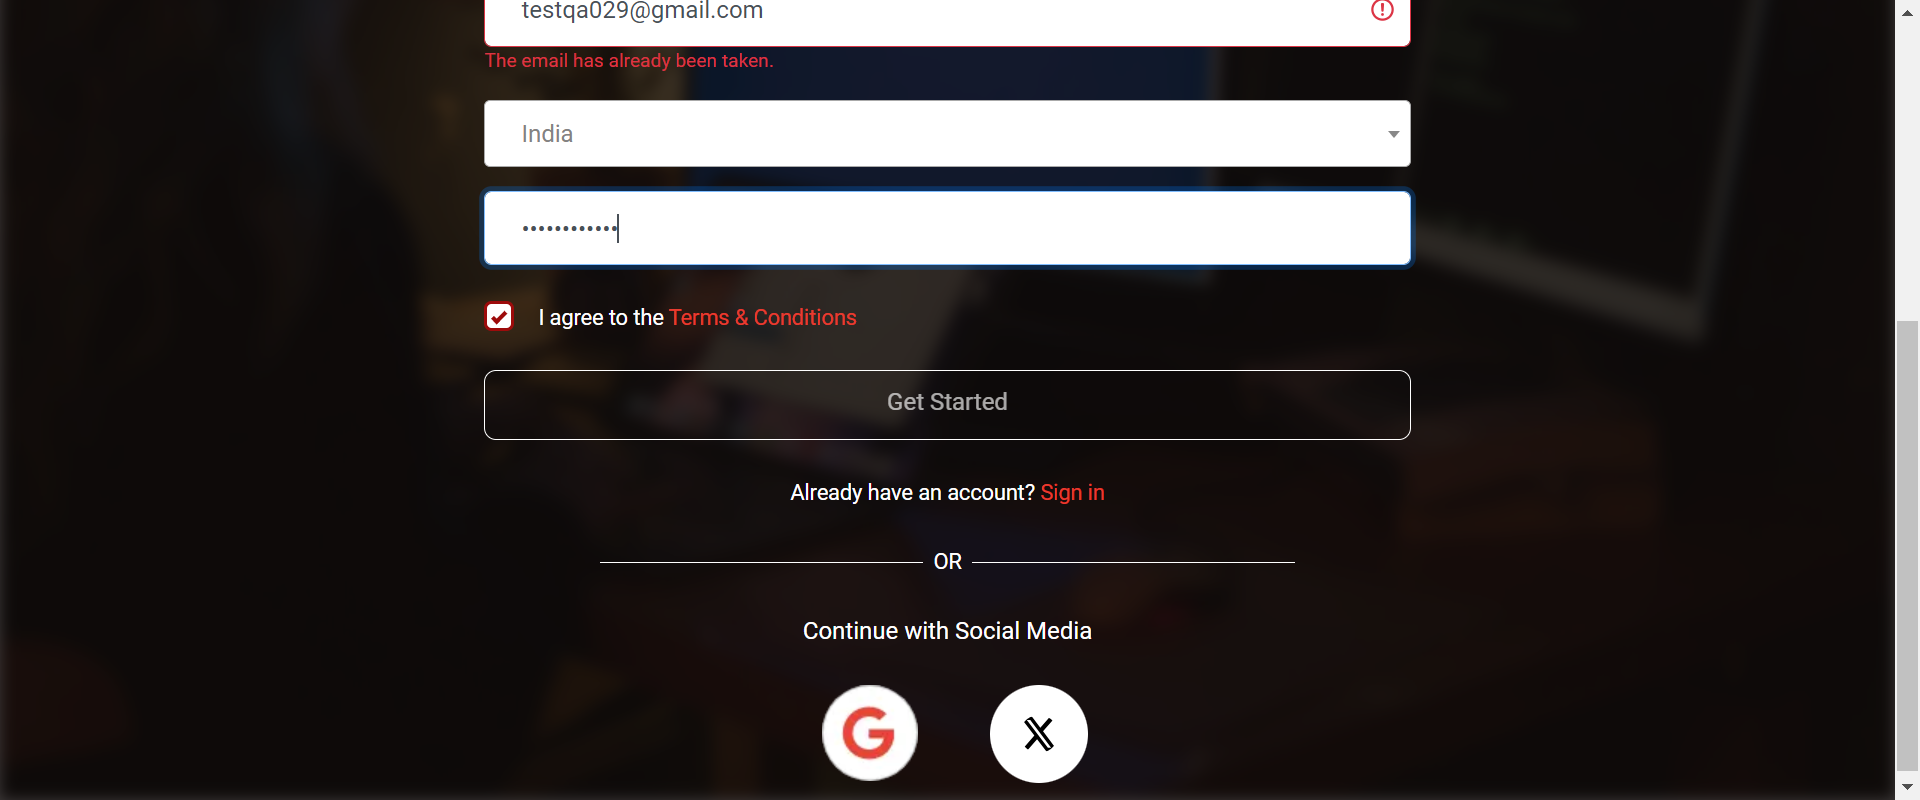 testqa029@gmail.com
The email has already been taken.
India
••••••••••••
I agree to the Terms & Conditions
Get Started
Already have an account? Sign in
OR
Continue with Social Media